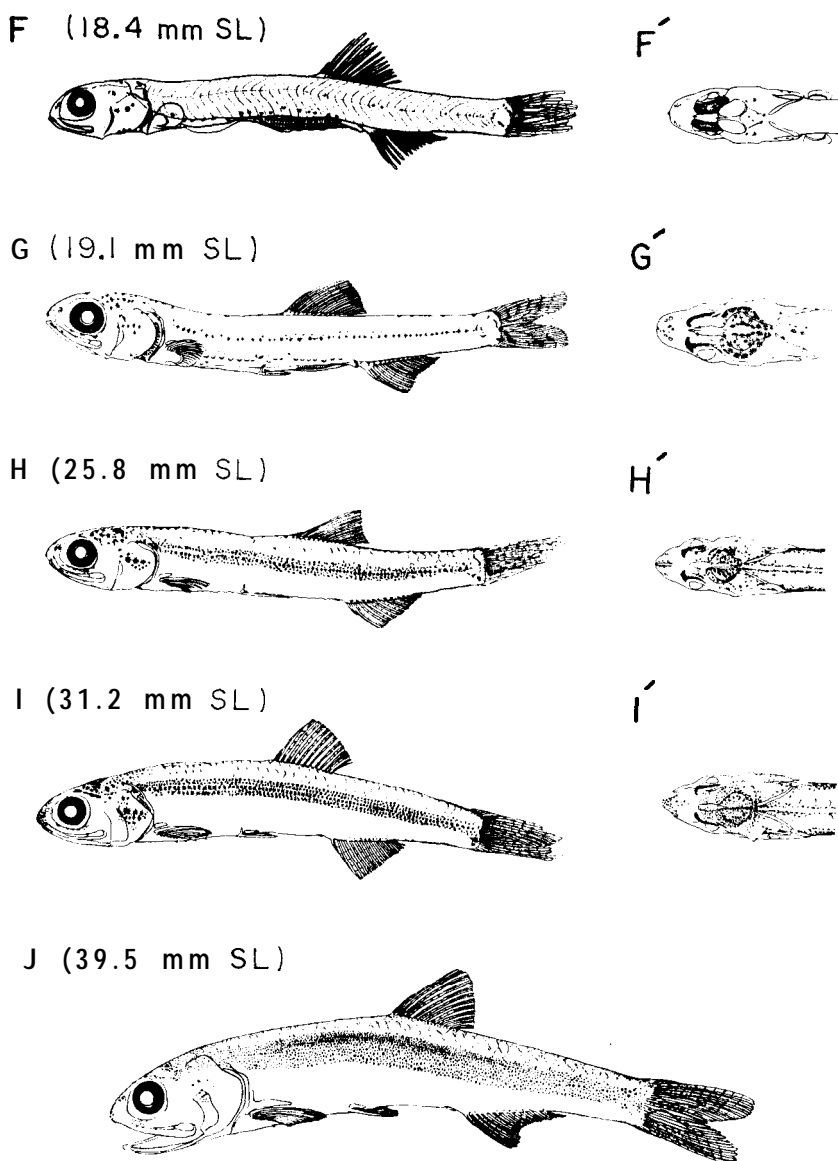 F (18.4 mm SL) F′
G (19.1 mm SL) G′
H (25.8 mm SL) H′
I (31.2 mm SL) I′
J (39.5 mm SL)